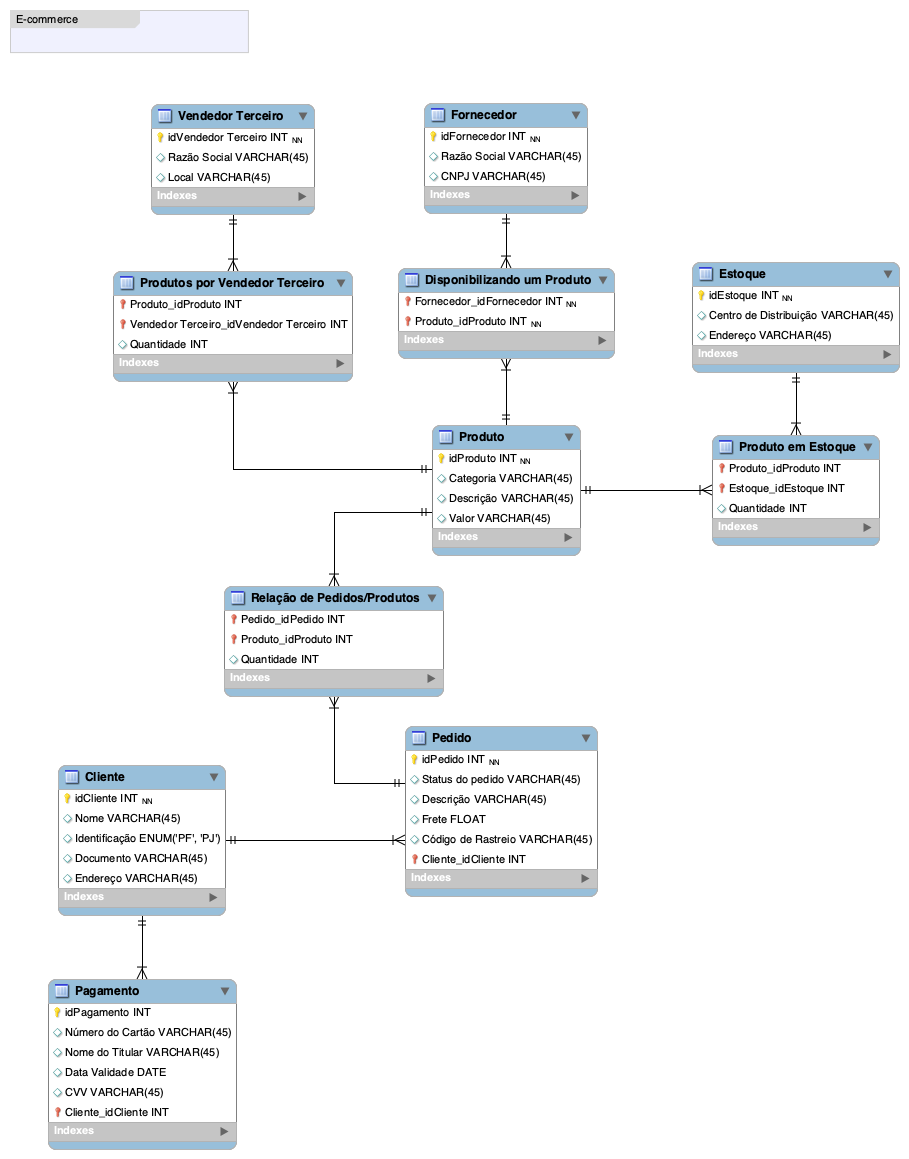 E-commerce
Vendedor Terceiro
idVendedor Terceiro INT NN
Razão Social VARCHAR(45)
Local VARCHAR(45)
Indexes
Fornecedor
idFornecedor INT NN
Razão Social VARCHAR(45)
CNPJ VARCHAR(45)
Indexes
Produtos por Vendedor Terceiro
Produto_idProduto INT
Vendedor Terceiro_idVendedor Terceiro INT
Quantidade INT
Indexes
Disponibilizando um Produto
Fornecedor_idFornecedor INT NN
Produto_idProduto INT NN
Indexes
Estoque
idEstoque INT NN
Centro de Distribuição VARCHAR(45)
Endereço VARCHAR(45)
Indexes
Produto
idProduto INT NN
Categoria VARCHAR(45)
Descrição VARCHAR(45)
Valor VARCHAR(45)
Indexes
Produto em Estoque
Produto_idProduto INT
Estoque_idEstoque INT
Quantidade INT
Indexes
Relação de Pedidos/Produtos
Pedido_idPedido INT
Produto_idProduto INT
Quantidade INT
Indexes
Pedido
idPedido INT NN
Status do pedido VARCHAR(45)
Descrição VARCHAR(45)
Frete FLOAT
Código de Rastreio VARCHAR(45)
Cliente_idCliente INT
Indexes
Cliente
idCliente INT NN
Nome VARCHAR(45)
Identificação ENUM('PF', 'PJ')
Documento VARCHAR(45)
Endereço VARCHAR(45)
Indexes
Pagamento
idPagamento INT
Número do Cartão VARCHAR(45)
Nome do Titular VARCHAR(45)
Data Validade DATE
CVV VARCHAR(45)
Cliente_idCliente INT
Indexes